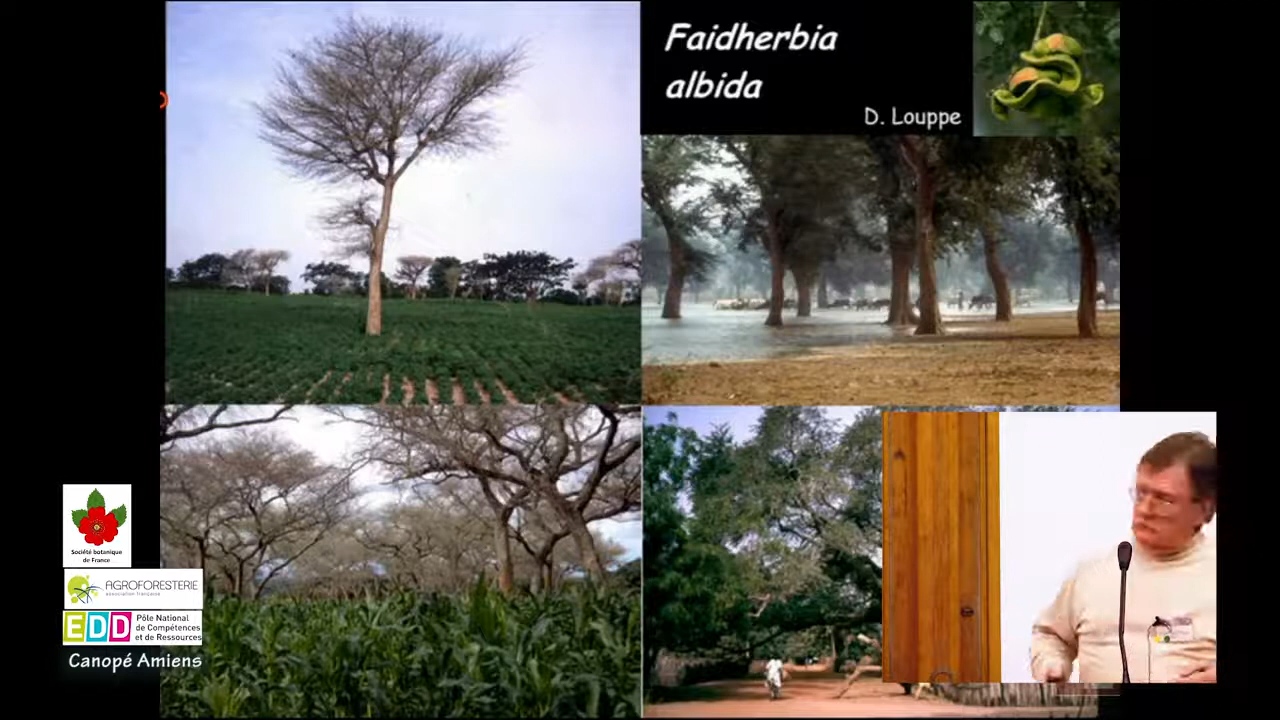 Faidherbia
albida
D. Louppe
Société botanique
de France
AGROFORESTERIE
association française
EDD Pôle National
de Compétences
et de Ressources
Canopé Amiens